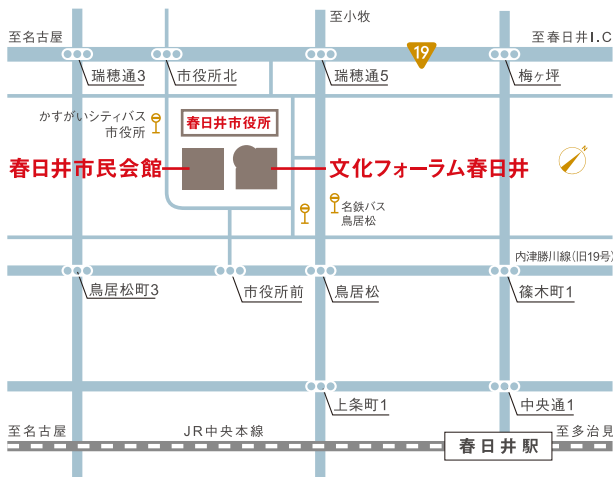 至小牧
至名古屋
19
至春日井I.C
瑞穂通3
市役所北
瑞穂通5
梅ヶ坪
かすがいシティバス
市役所
春日井市役所
春日井市民会館
文化フォーラム春日井
名鉄バス
鳥居松
内津勝川線(旧19号)
鳥居松町3
市役所前
鳥居松
篠木町1
上条町1
中央通1
至名古屋
JR中央本線
春日井駅
至多治見